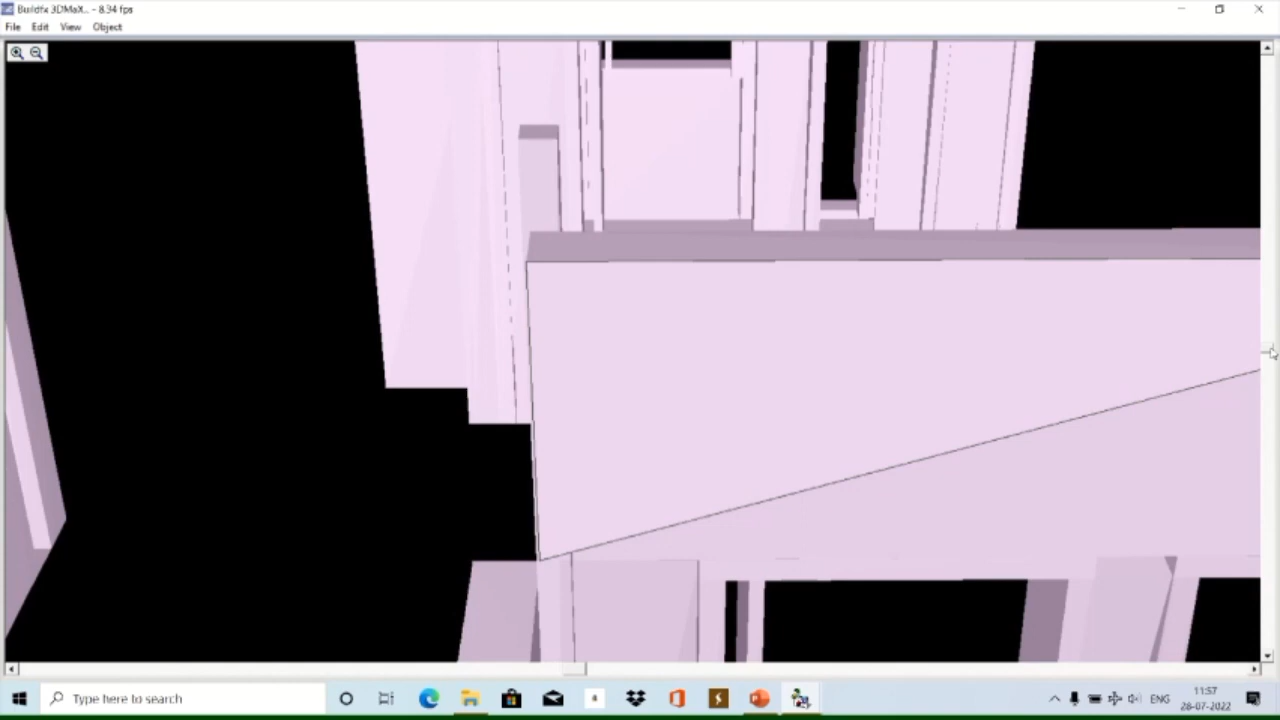 Buildfx 3DMaX.. - 8.34 fps
File Edit View Object
Type here to search
ENG
11:57
28-07-2022